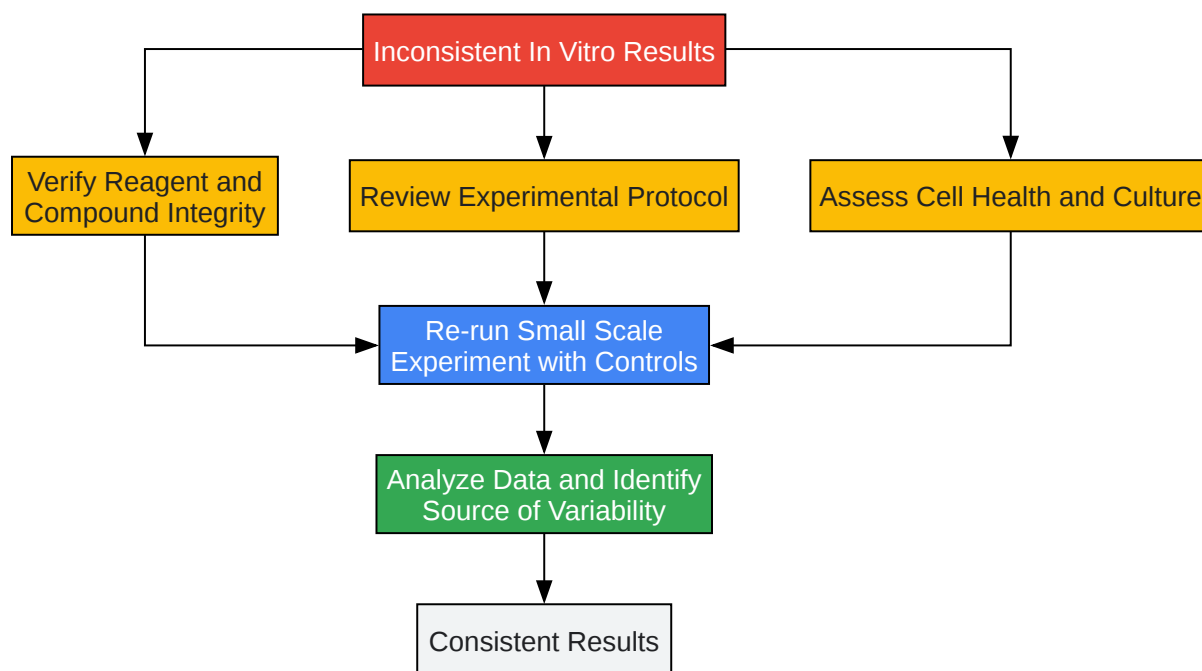 Inconsistent In Vitro Results
Verify Reagent and
Compound Integrity
Review Experimental Protocol
Assess Cell Health and Culture
Re-run Small Scale
Experiment with Controls
Analyze Data and Identify
Source of Variability
Consistent Results